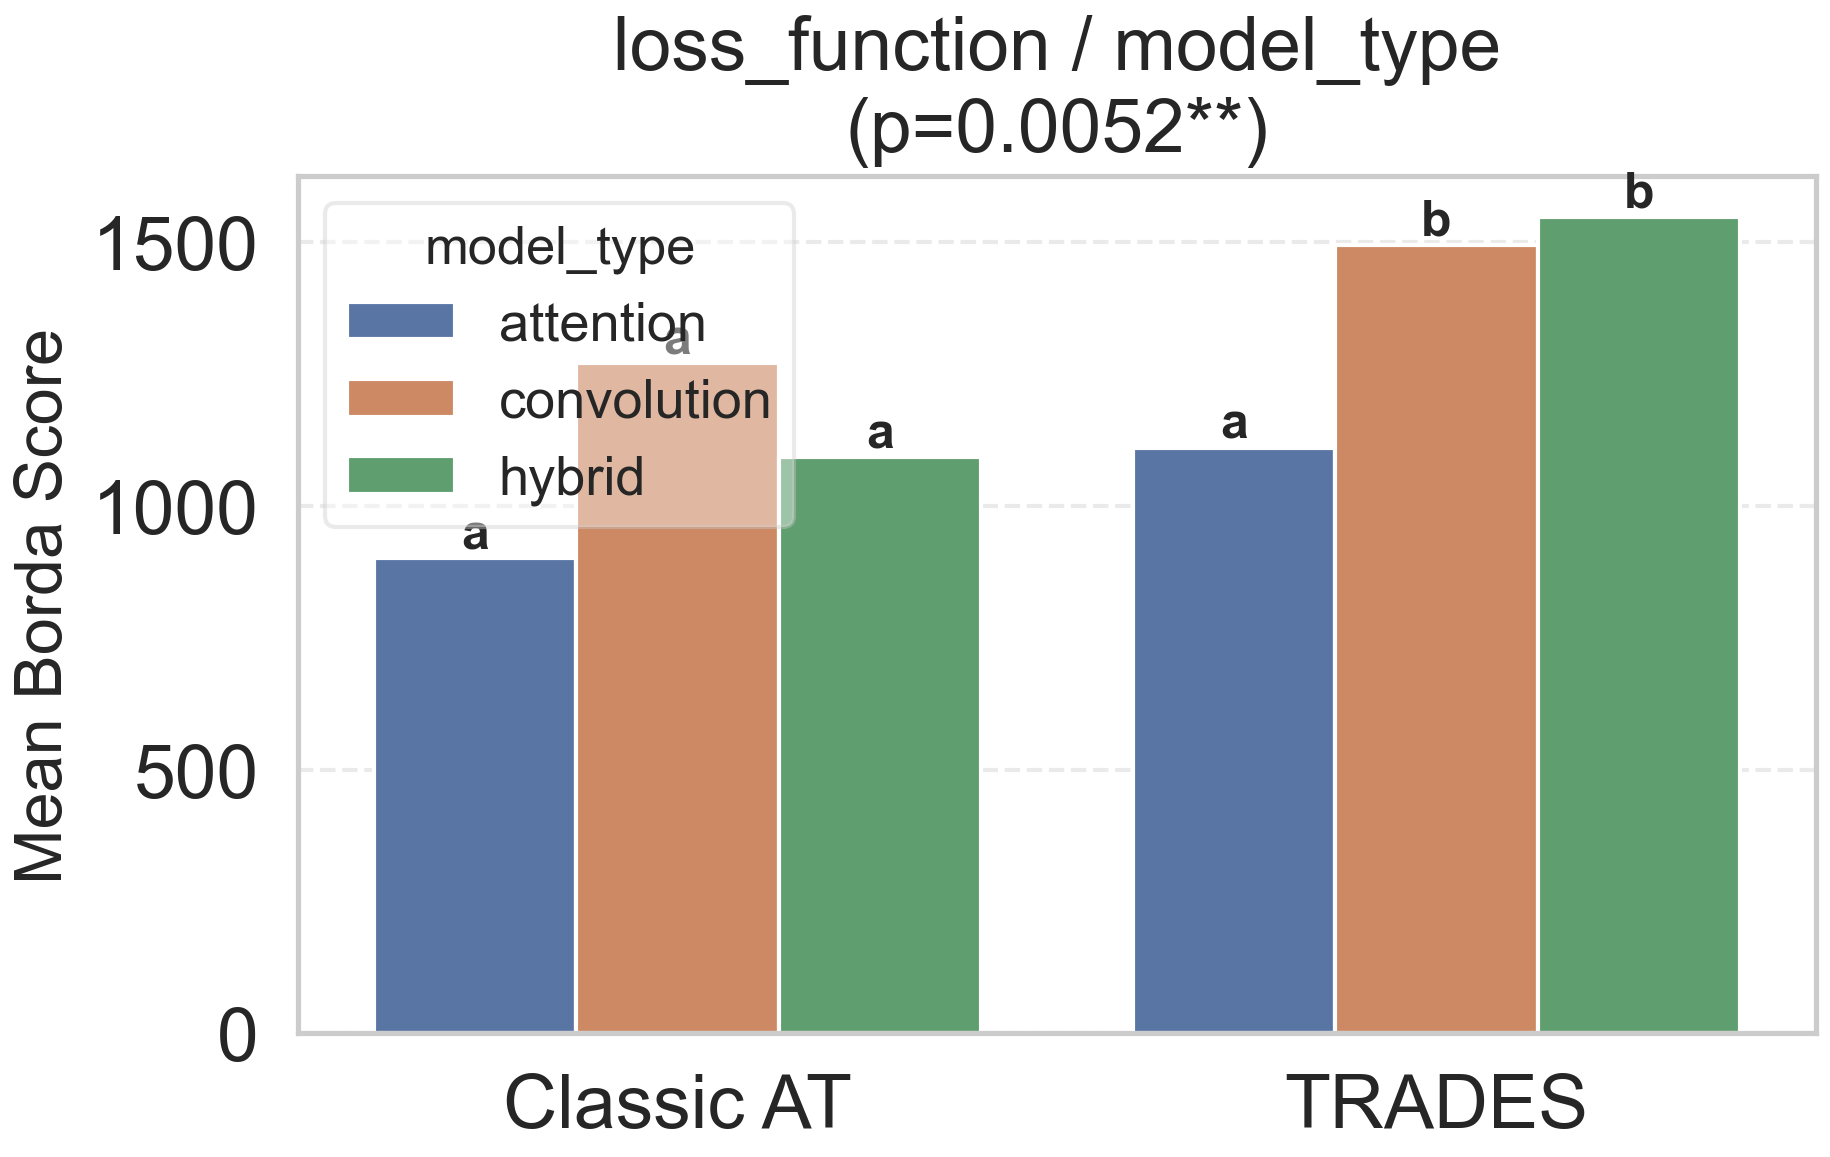 loss_function / model_type
(p=0.0052**)
Mean Borda Score
1500
1000
500
0
model_type
attention
convolution
hybrid
a
a
a
a
b
b
Classic AT
TRADES